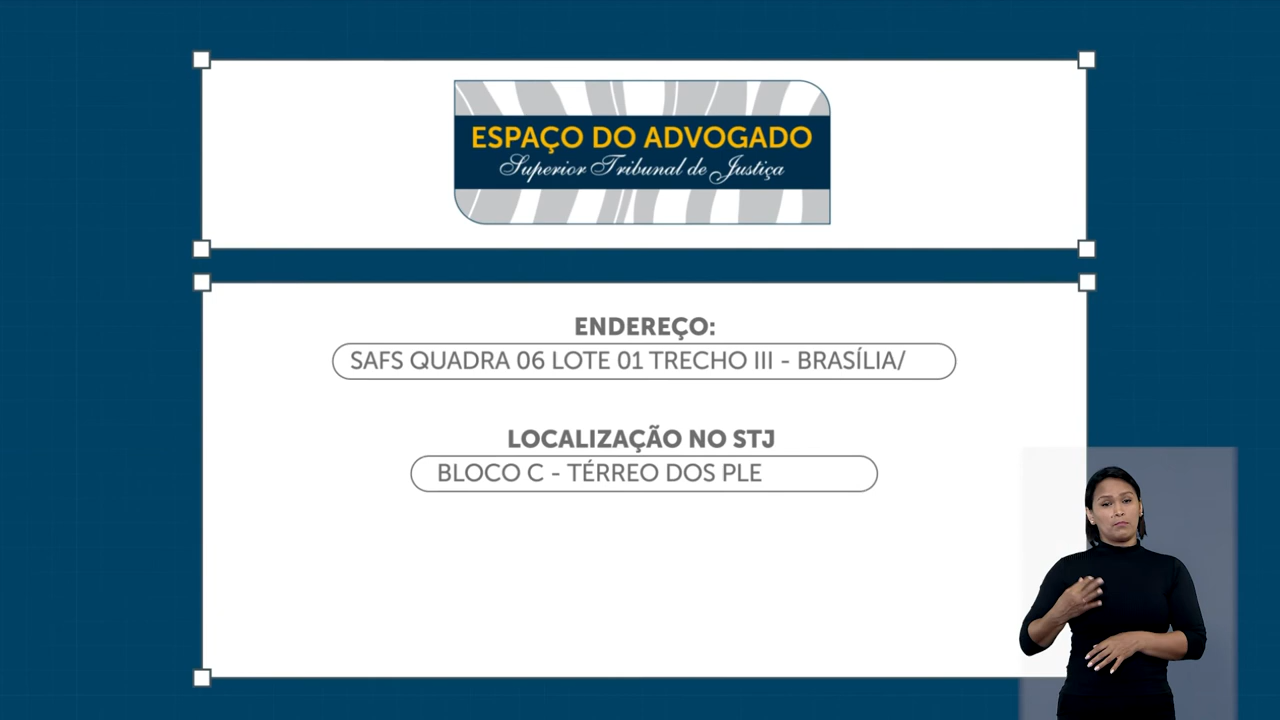 ESPAÇO DO ADVOGADO
Superior Tribunal de Justiça
ENDEREÇO:
SAFS QUADRA 06 LOTE 01 TRECHO III - BRASÍLIA/
LOCALIZAÇÃO NO STJ
BLOCO C - TÉRREO DOS PLE